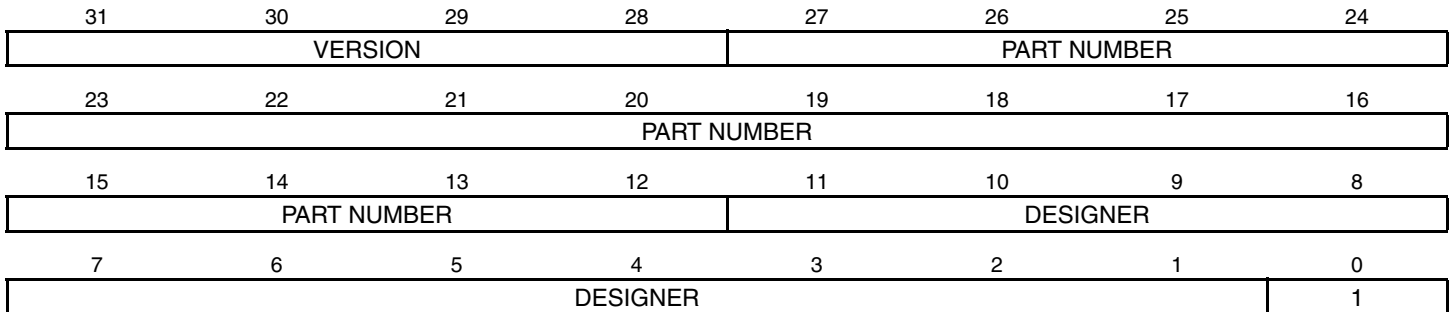 31 30 29 28 27 26 25 24
VERSION PART NUMBER
23 22 21 20 19 18 17 16
PART NUMBER
15 14 13 12 11 10 9 8
PART NUMBER DESIGNER
7 6 5 4 3 2 1 0
DESIGNER 1